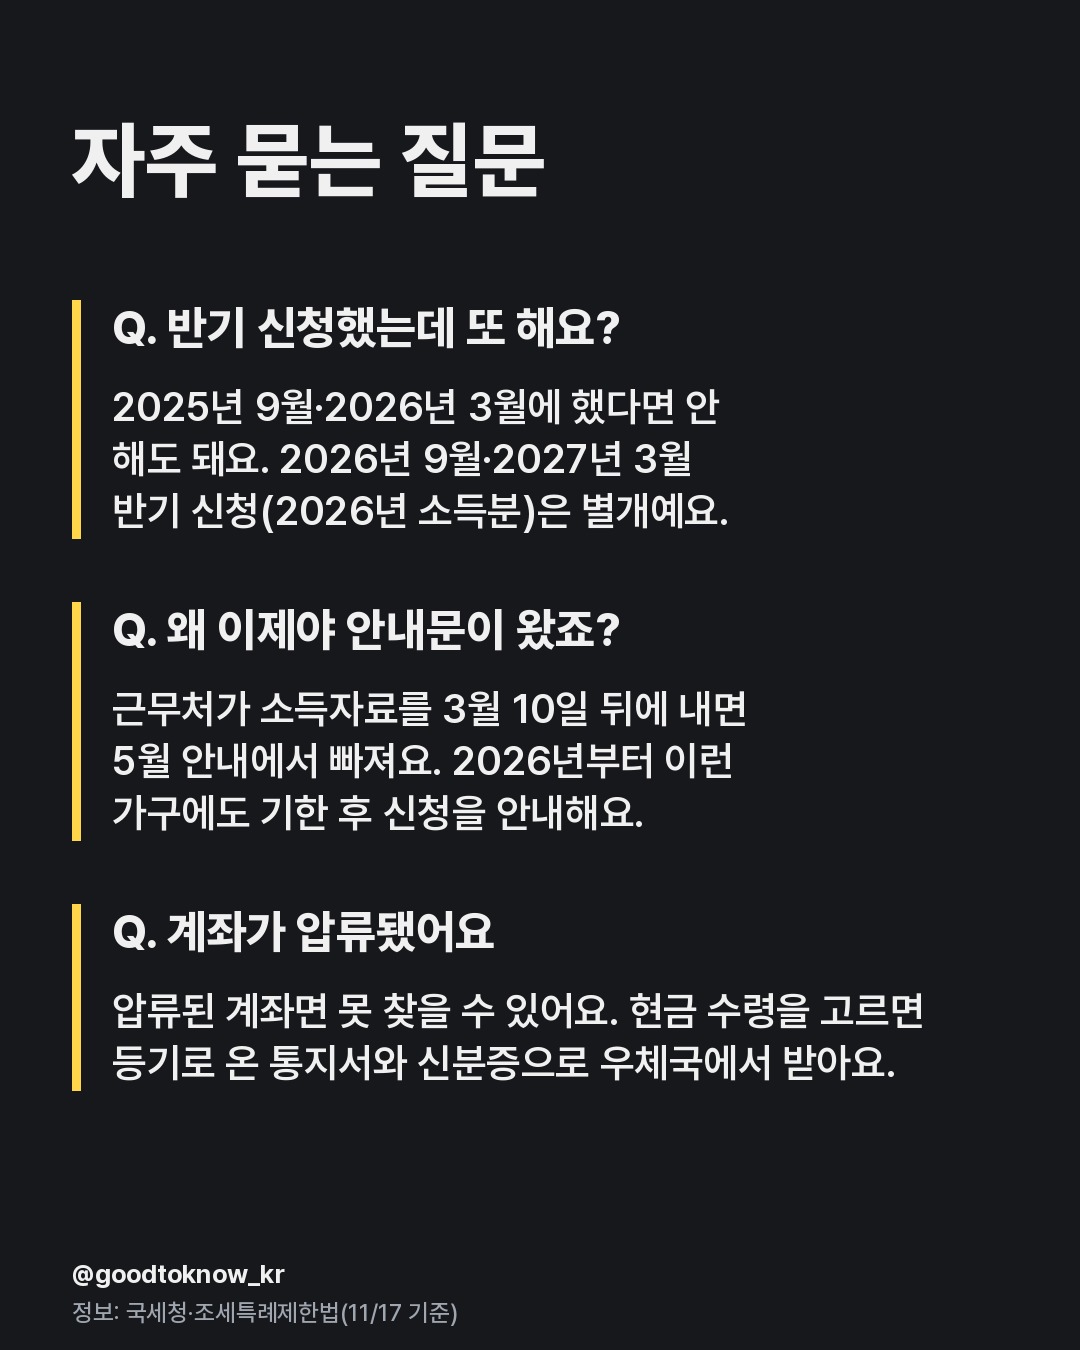 자주 묻는 질문
Q. 반기 신청했는데 또 해요?
2025년 9월·2026년 3월에 했다면 안
해도 돼요. 2026년 9월·2027년 3월
반기 신청(2026년 소득분)은 별개예요.
Q. 왜 이제야 안내문이 왔죠?
근무처가 소득자료를 3월 10일 뒤에 내면
5월 안내에서 빠져요. 2026년부터 이런
가구에도 기한 후 신청을 안내해요.
Q. 계좌가 압류됐어요
압류된 계좌면 못 찾을 수 있어요. 현금 수령을 고르면
등기로 온 통지서와 신분증으로 우체국에서 받아요.
@goodtoknow_kr
정보: 국세청·조세특례제한법(11/17 기준)